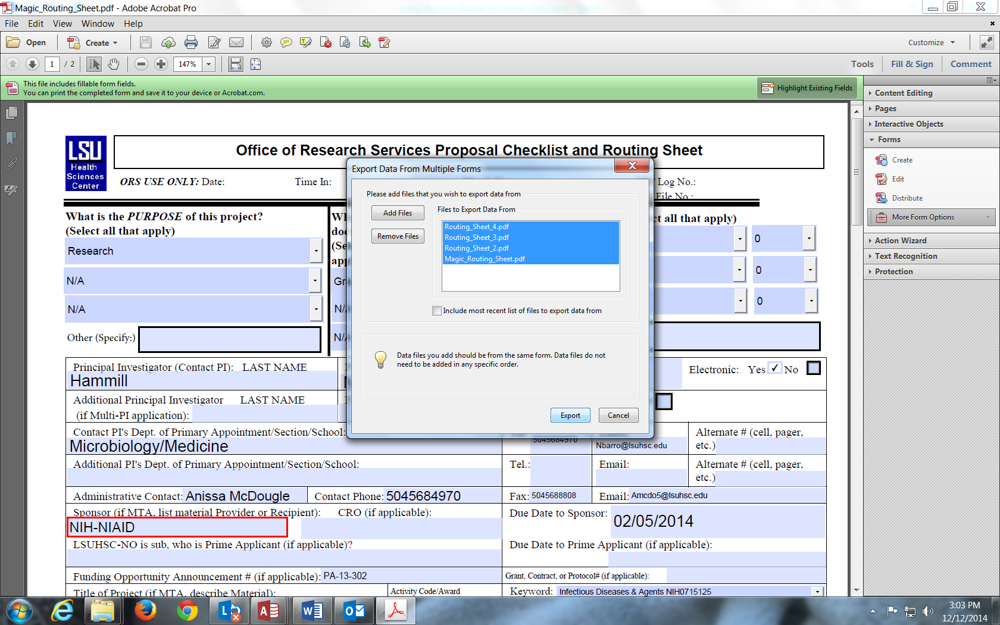 Magic_Routing_Sheet.pdf - Adobe Acrobat Pro
File Edit View Window Help
Open Create Customize
1 / 2 147% Tools Fill & Sign Comment
This file includes fillable form fields.
You can print the completed form and save it to your device or Acrobat.com.
Highlight Existing Fields
Content Editing
Pages
Interactive Objects
Forms
Create
Edit
Distribute
More Form Options
Action Wizard
Text Recognition
Protection
LSU
Health
Sciences
Center
Office of Research Services Proposal Checklist and Routing Sheet
ORS USE ONLY: Date: Time In: Log No.:
File No.:
What is the PURPOSE of this project?
(Select all that apply)
ct all that apply)
Research
N/A
N/A
0
0
0
Other (Specify:)
Export Data From Multiple Forms
Please add files that you wish to export data from
Add Files
Remove Files
Files to Export Data From
Routing_Sheet_4.pdf
Routing_Sheet_3.pdf
Routing_Sheet_2.pdf
Magic_Routing_Sheet.pdf
Include most recent list of files to export data from
Data files you add should be from the same form. Data files do not
need to be added in any specific order.
Export Cancel
Principal Investigator (Contact PI): LAST NAME
Hammill
Electronic: Yes ✓ No
Additional Principal Investigator LAST NAME
(if Multi-PI application):
Contact PI's Dept. of Primary Appointment/Section/School:
Microbiology/Medicine
5045684970
Nbarro@lsuhsc.edu
Alternate # (cell, pager,
etc.)
Additional PI's Dept. of Primary Appointment/Section/School:
Tel.: Email: Alternate # (cell, pager,
etc.)
Administrative Contact: Anissa McDougle Contact Phone: 5045684970 Fax: 5045688808 Email: Amcdo5@lsuhsc.edu
Sponsor (if MTA, list material Provider or Recipient): CRO (if applicable):
NIH-NIAID
Due Date to Sponsor: 02/05/2014
LSUHSC-NO is sub, who is Prime Applicant (if applicable)?
Due Date to Prime Applicant (if applicable):
Funding Opportunity Announcement # (if applicable): PA-13-302
Grant, Contract, or Protocol# (if applicable):
Title of Project (if MTA, describe Material): Activity Code/Award
Keyword: Infectious Diseases & Agents NIH0715125
3:03 PM
12/12/2014